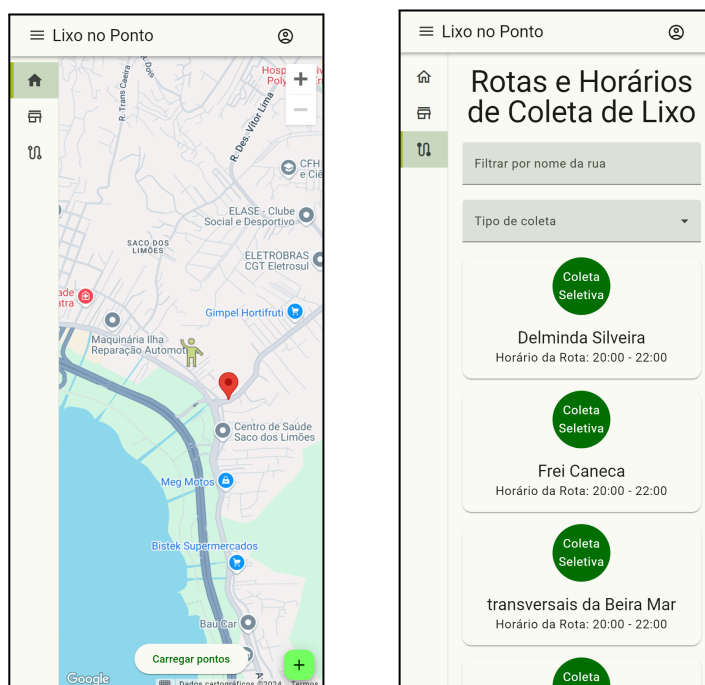 Lixo no Ponto
R. Trans Caeira
R. Des. Vitor Lima
CFH
ELASE - Clube
Social e Desportivo
SACO DOS
LIMÕES
ELETROBRAS
CGT Eletrosul
Gimpel Hortifruti
Maquinária Ilha
Reparação Automot
Centro de Saúde
Saco dos Limões
Meg Motos
Bistek Supermercados
Bau Car
Carregar pontos
+
Google
Dados cartográficos ©2024
Termos
Lixo no Ponto
Rotas e Horários
de Coleta de Lixo
Filtrar por nome da rua
Tipo de coleta
Coleta
Seletiva
Delminda Silveira
Horário da Rota: 20:00 - 22:00
Coleta
Seletiva
Frei Caneca
Horário da Rota: 20:00 - 22:00
Coleta
Seletiva
transversais da Beira Mar
Horário da Rota: 20:00 - 22:00
Coleta